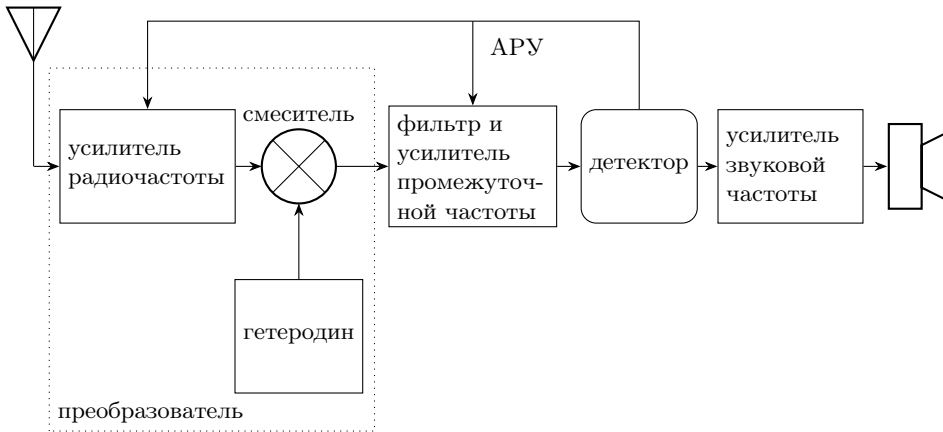 АРУ
смеситель
усилитель
радиочастоты
фильтр и
усилитель
промежуточ-
ной частоты
детектор
усилитель
звуковой
частоты
гетеродин
преобразователь